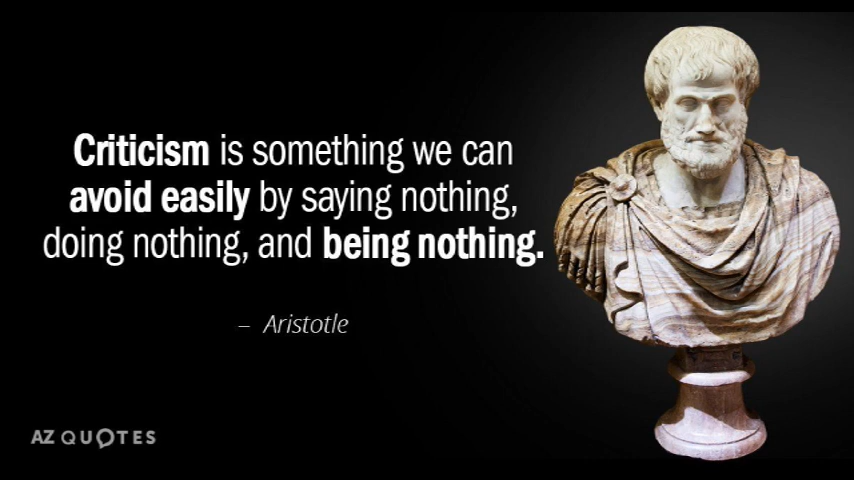 Criticism is something we can
avoid easily by saying nothing,
doing nothing, and being nothing.
– Aristotle
AZ QUOTES